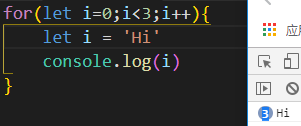 for(let i=0;i<3;i++){
let i = 'Hi'
console.log(i)
}
应
3 Hi